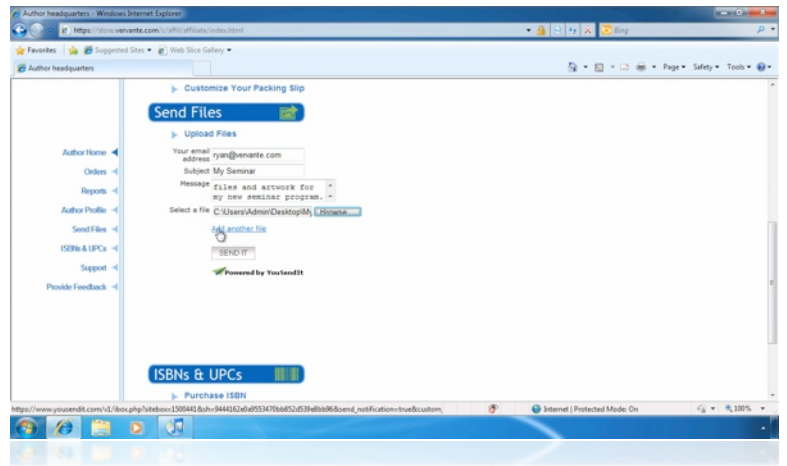 Author headquarters - Windows Internet Explorer
https://store.vervante.com/c/affil/affiliate/index.html
Bing
Favorites
Suggested Sites
Web Slice Gallery
Author headquarters
Page
Safety
Tools
Customize Your Packing Slip
Send Files
Upload Files
Your email address
ryan@vervante.com
Subject
My Seminar
Message
files and artwork for
my new seminar program.
Select a file
C:\Users\Admin\Desktop\My
Browse...
Add another file
SEND IT
Powered by YouSendIt
Author Home
Orders
Reports
Author Profile
Send Files
ISBNs & UPCs
Support
Provide Feedback
ISBNs & UPCs
Purchase ISBN
Internet | Protected Mode: On
100%